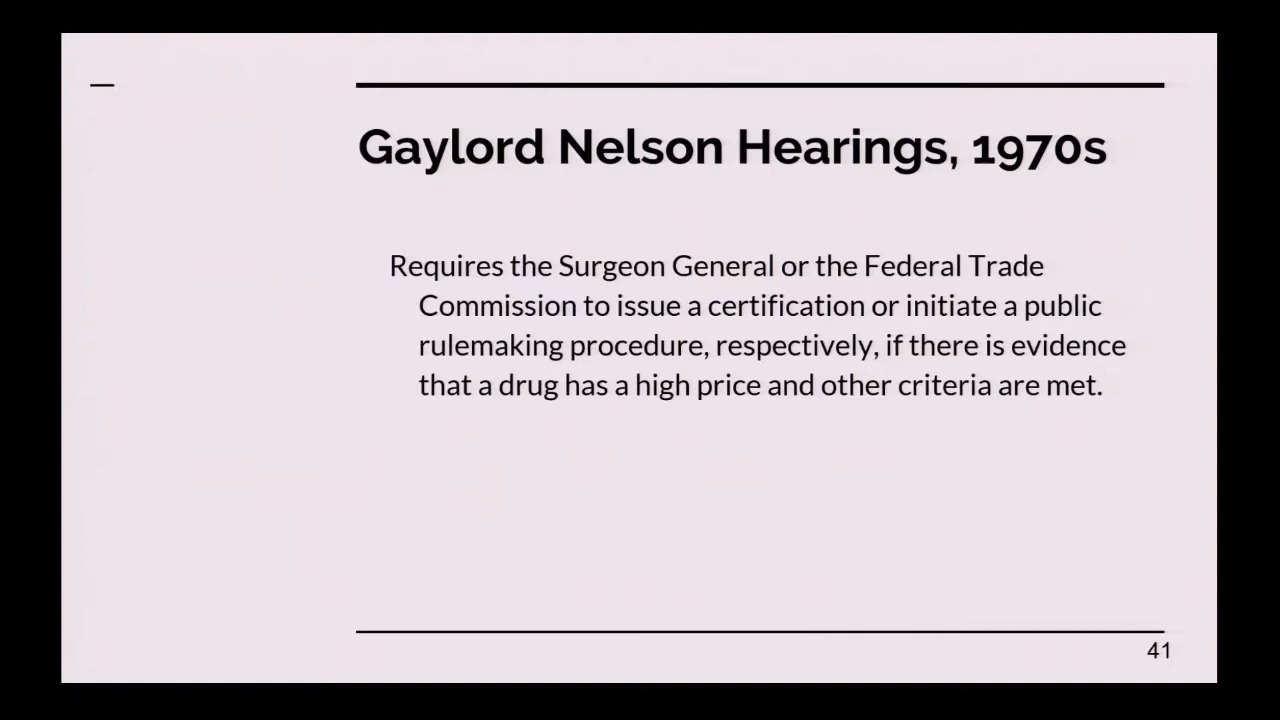 Gaylord Nelson Hearings, 1970s
Requires the Surgeon General or the Federal Trade
Commission to issue a certification or initiate a public
rulemaking procedure, respectively, if there is evidence
that a drug has a high price and other criteria are met.
41